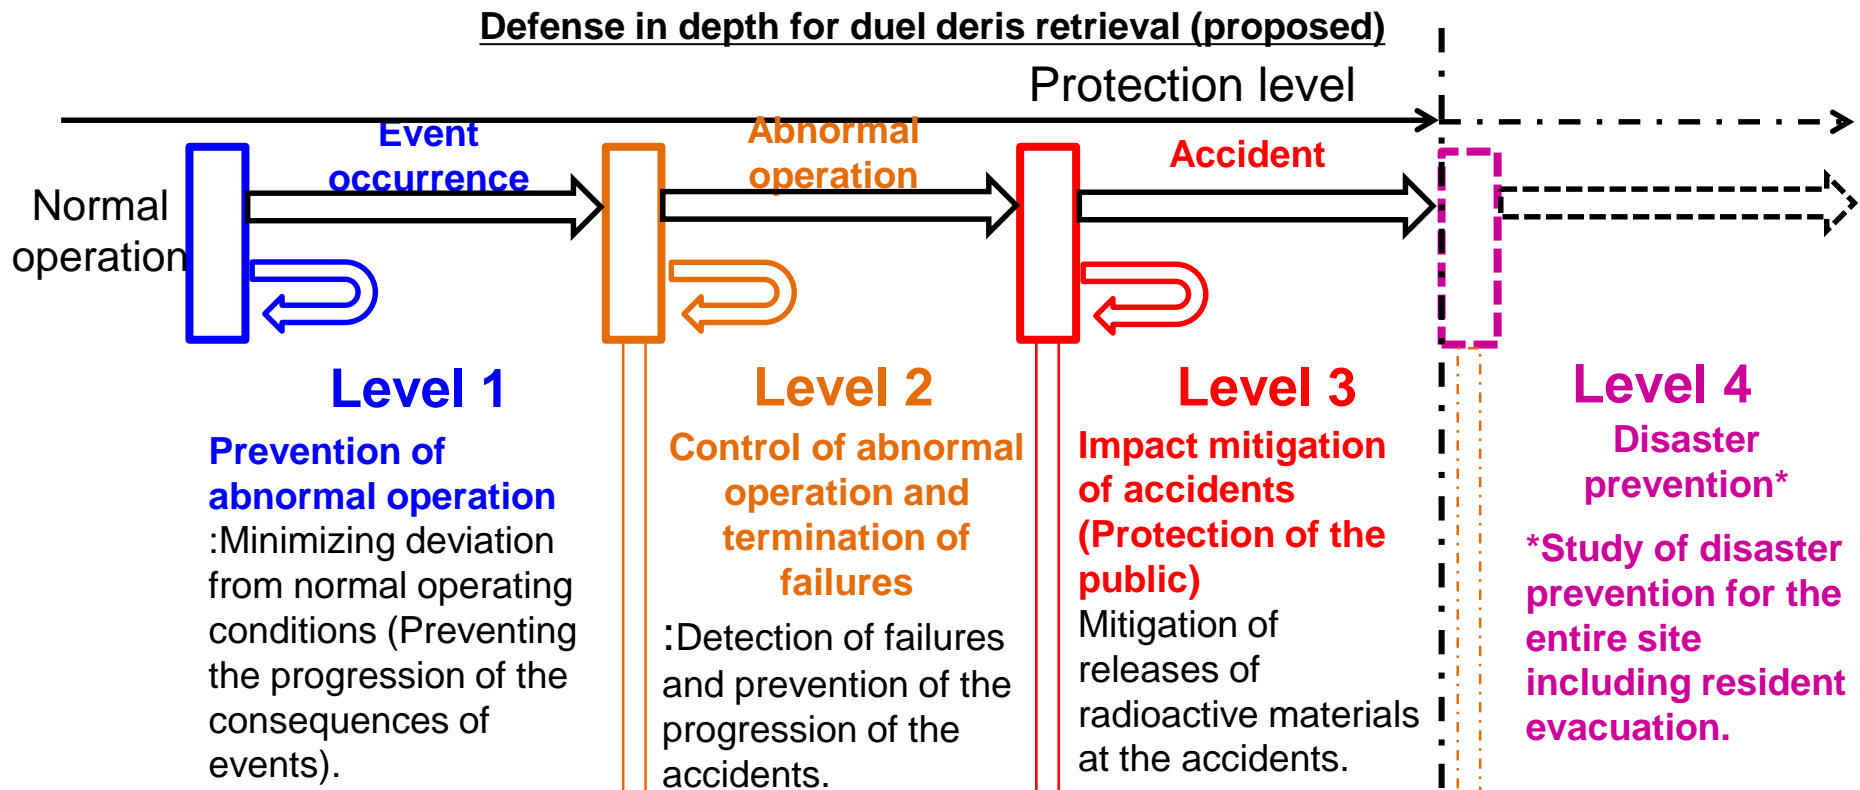 Defense in depth for duel deris retrieval (proposed)
Protection level
Normal
operation
Event
occurrence
Abnormal
operation
Accident
Level 1
Prevention of
abnormal operation
:Minimizing deviation
from normal operating
conditions (Preventing
the progression of the
consequences of
events).
Level 2
Control of abnormal
operation and
termination of
failures
:Detection of failures
and prevention of the
progression of the
accidents.
Level 3
Impact mitigation
of accidents
(Protection of the
public)
Mitigation of
releases of
radioactive materials
at the accidents.
Level 4
Disaster
prevention*
*Study of disaster
prevention for the
entire site
including resident
evacuation.